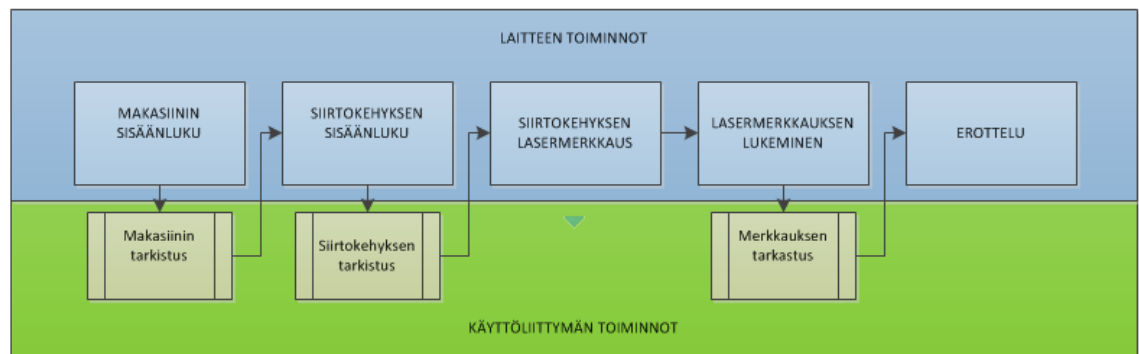 LAITTEEN TOIMINNOT
MAKASIININ
SISÄÄNLUKU
SIIRTOKEHYKSEN
SISÄÄNLUKU
SIIRTOKEHYKSEN
LASERMERKKAUS
LASERMERKKAUKSEN
LUKEMINEN
EROTTELU
Makasiinin
tarkistus
Siirtokehyksen
tarkistus
Merkkauksen
tarkastus
KÄYTTÖLIITTYMÄN TOIMINNOT